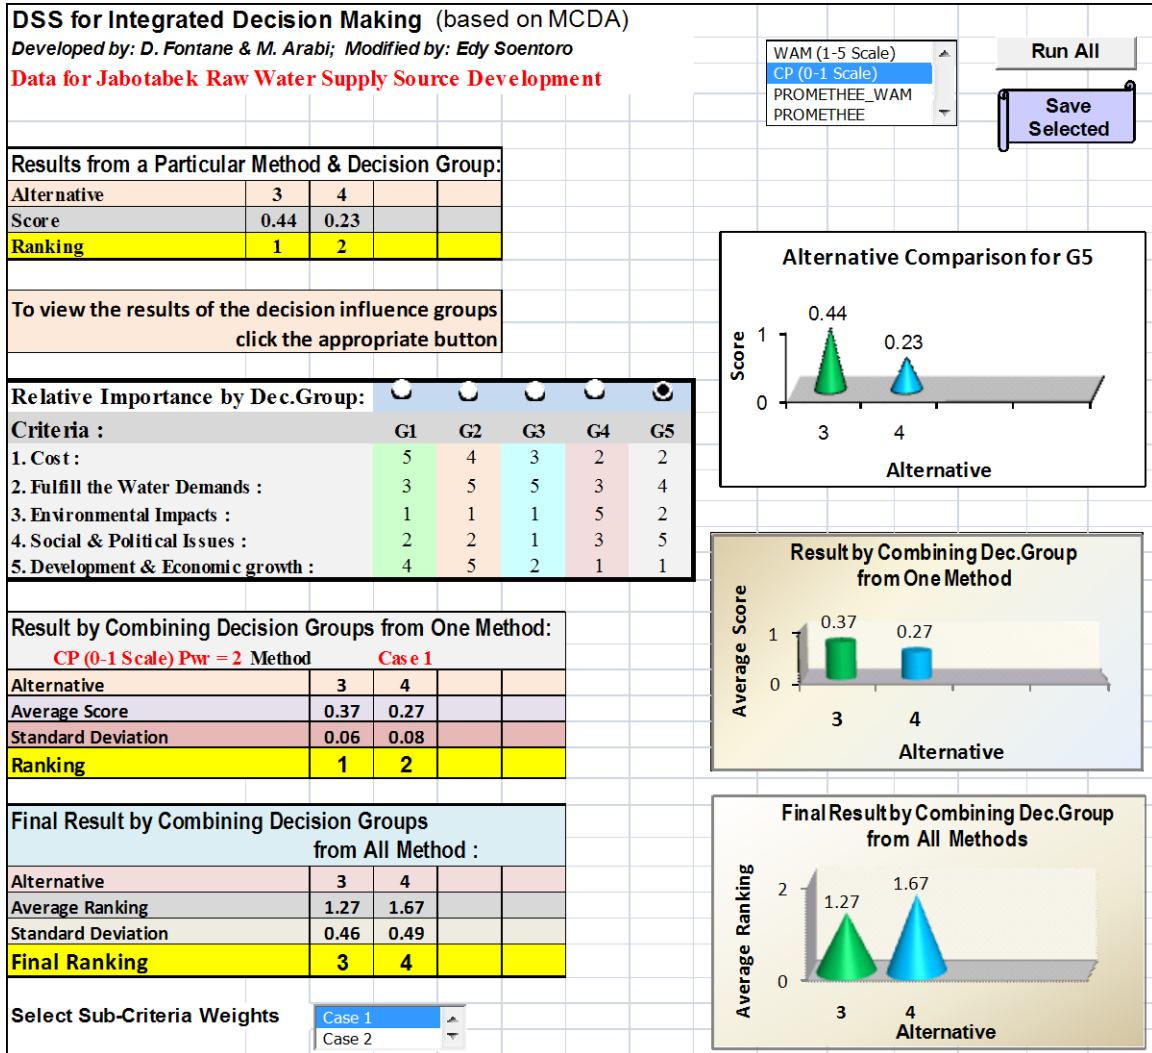 DSS for Integrated Decision Making (based on MCDA)
Developed by: D. Fontane & M. Arabi; Modified by: Edy Soentoro
Data for Jabotabek Raw Water Supply Source Development
WAM (1-5 Scale)
CP (0-1 Scale)
PROMETHEE_WAM
PROMETHEE
Run All
Save
Selected
Results from a Particular Method & Decision Group:
Alternative 3 4
Score 0.44 0.23
Ranking 1 2
To view the results of the decision influence groups
click the appropriate button
Relative Importance by Dec.Group:
Criteria : G1 G2 G3 G4 G5
1. Cost : 5 4 3 2 2
2. Fulfill the Water Demands : 3 5 5 3 4
3. Environmental Impacts : 1 1 1 5 2
4. Social & Political Issues : 2 2 1 3 5
5. Development & Economic growth : 4 5 2 1 1
Alternative Comparison for G5
Score
1
0
0.44
0.23
3 4
Alternative
Result by Combining Decision Groups from One Method:
CP (0-1 Scale) Pwr = 2 Method Case 1
Alternative 3 4
Average Score 0.37 0.27
Standard Deviation 0.06 0.08
Ranking 1 2
Result by Combining Dec.Group
from One Method
Average Score
1
0
0.37
0.27
3 4
Alternative
Final Result by Combining Decision Groups
from All Method :
Alternative 3 4
Average Ranking 1.27 1.67
Standard Deviation 0.46 0.49
Final Ranking 3 4
Final Result by Combining Dec.Group
from All Methods
Average Ranking
2
0
1.27
1.67
3 4
Alternative
Select Sub-Criteria Weights
Case 1
Case 2